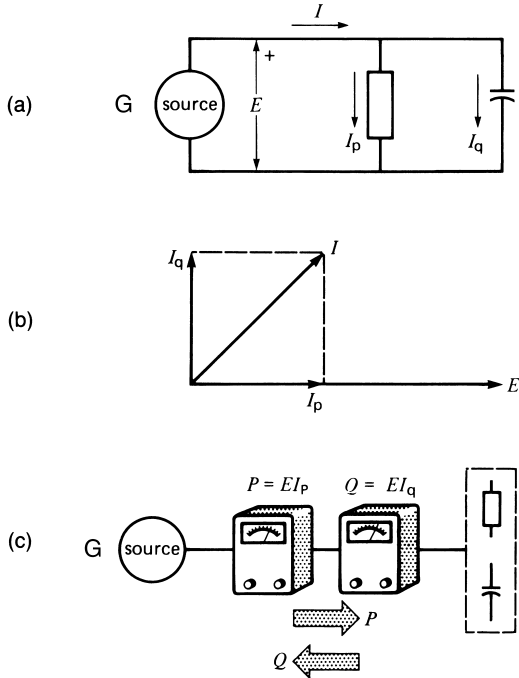 I
(a)
G
source
+
E
Ip
Iq
Iq
I
(b)
Ip
E
P = EIP
Q = EIq
(c)
G
source
P
Q